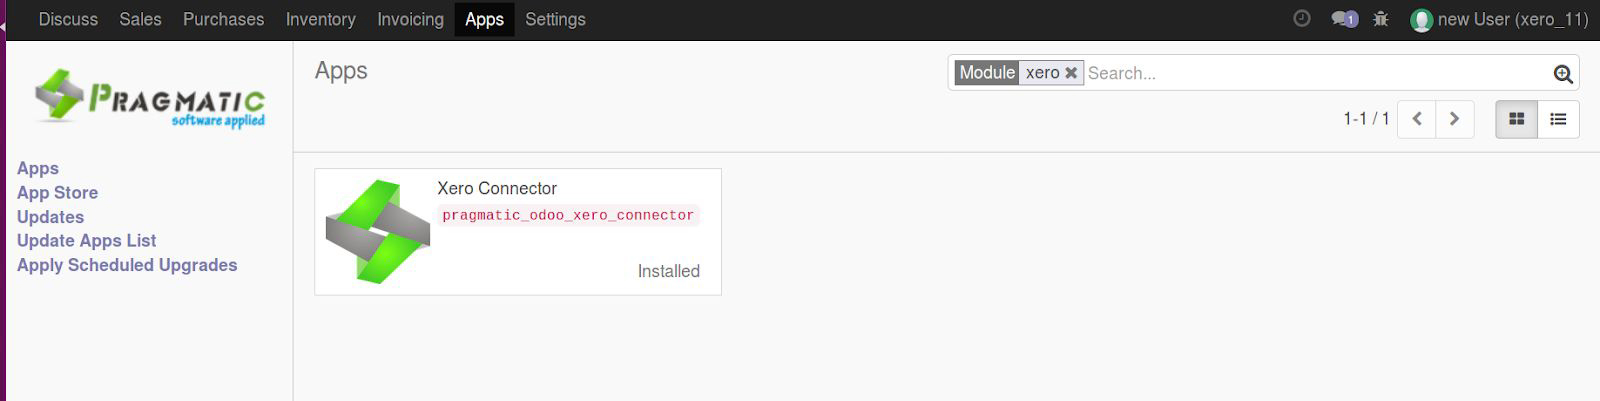 Discuss Sales Purchases Inventory Invoicing Apps Settings 1 new User (xero_11)
PRAGMATIC
software applied
Apps
App Store
Updates
Update Apps List
Apply Scheduled Upgrades
Apps
Module xero Search...
1-1 / 1
Xero Connector
pragmatic_odoo_xero_connector
Installed